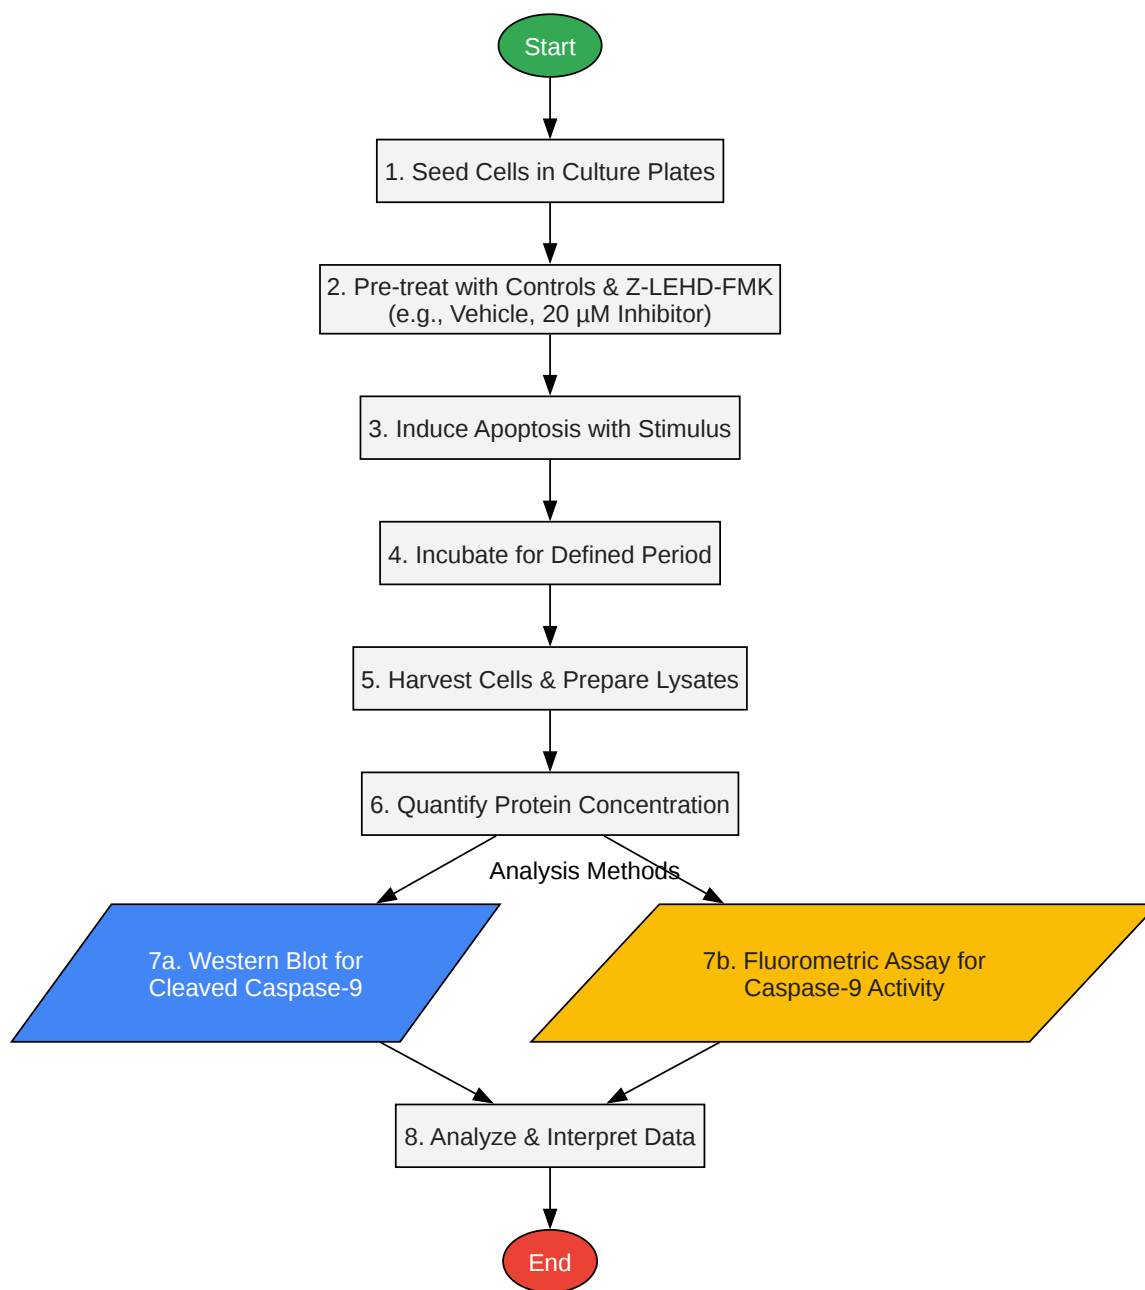 Start
1. Seed Cells in Culture Plates
2. Pre-treat with Controls & Z-LEHD-FMK
(e.g., Vehicle, 20 µM Inhibitor)
3. Induce Apoptosis with Stimulus
4. Incubate for Defined Period
5. Harvest Cells & Prepare Lysates
6. Quantify Protein Concentration
Analysis Methods
7a. Western Blot for
Cleaved Caspase-9
7b. Fluorometric Assay for
Caspase-9 Activity
8. Analyze & Interpret Data
End